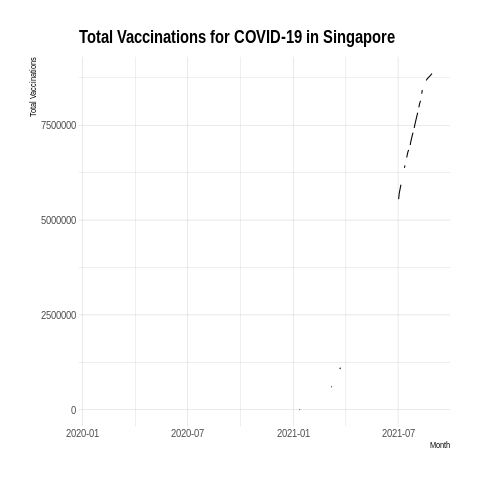 Total Vaccinations for COVID-19 in Singapore
Total Vaccinations
7500000
5000000
2500000
0
2020-01
2020-07
2021-01
2021-07
Month